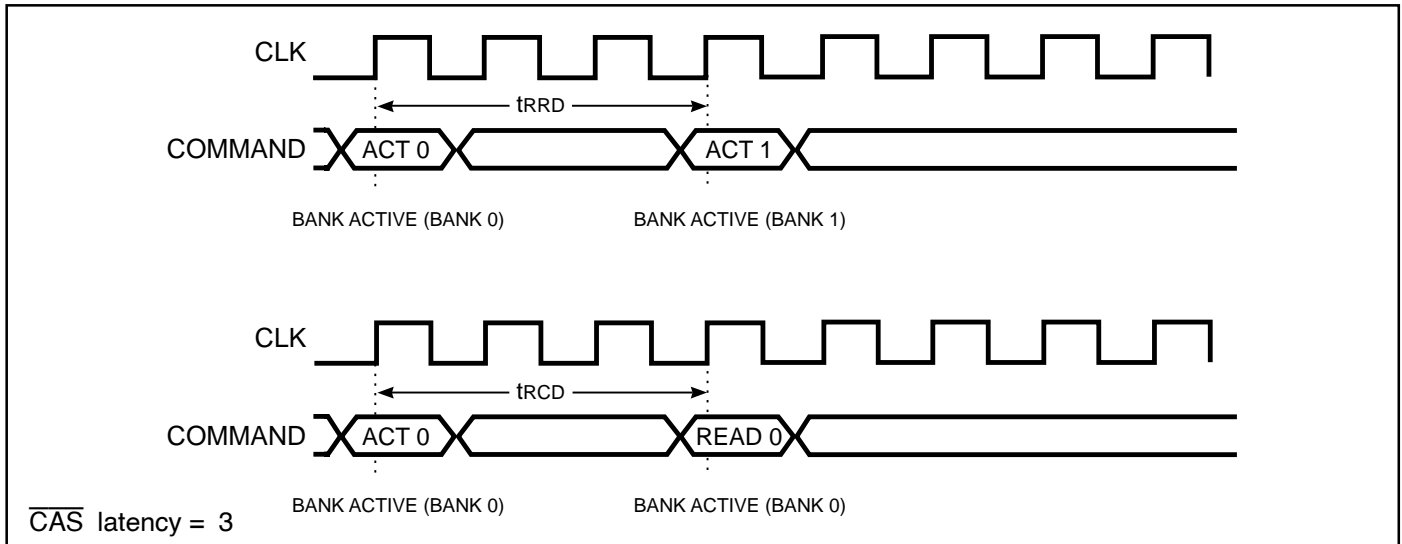 CLK
tRRD
COMMAND ACT 0 ACT 1
BANK ACTIVE (BANK 0) BANK ACTIVE (BANK 1)
CLK
tRCD
COMMAND ACT 0 READ 0
BANK ACTIVE (BANK 0) BANK ACTIVE (BANK 0)
C̅A̅S̅ latency = 3